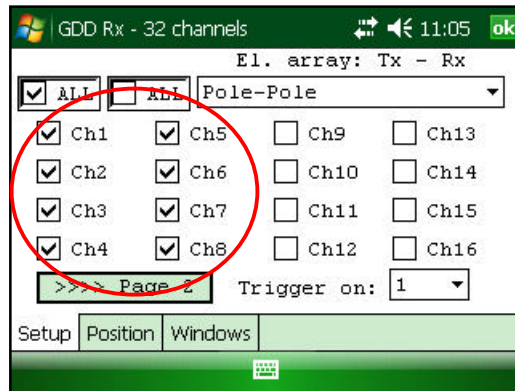 GDD Rx - 32 channels 11:05 ok
El. array: Tx - Rx
ALL ALL Pole-Pole
Ch1 Ch5 Ch9 Ch13
Ch2 Ch6 Ch10 Ch14
Ch3 Ch7 Ch11 Ch15
Ch4 Ch8 Ch12 Ch16
>>>> Page 2 Trigger on: 1
Setup Position Windows